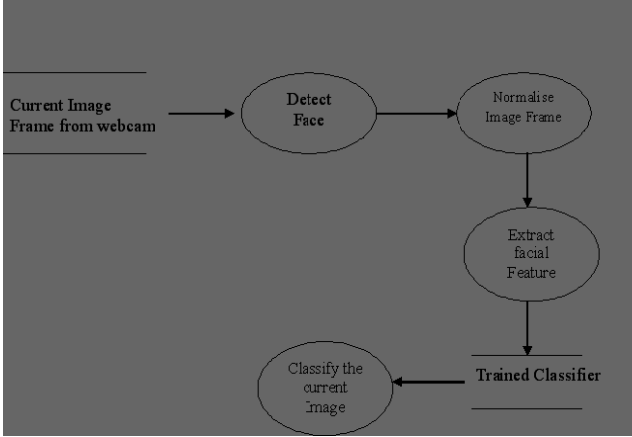 Current Image
Frame from webcam
Detect
Face
Normalise
Image Frame
Extract
facial
Feature
Trained Classifier
Classify the
current
Image